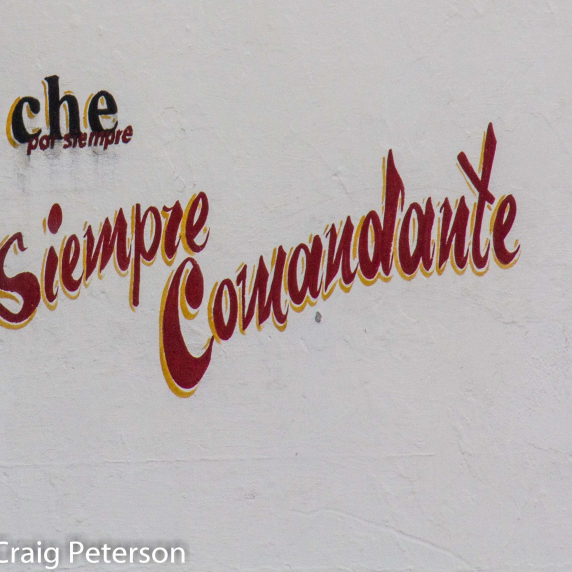 che
por siempre
Siempre
Comandante
Craig Peterson